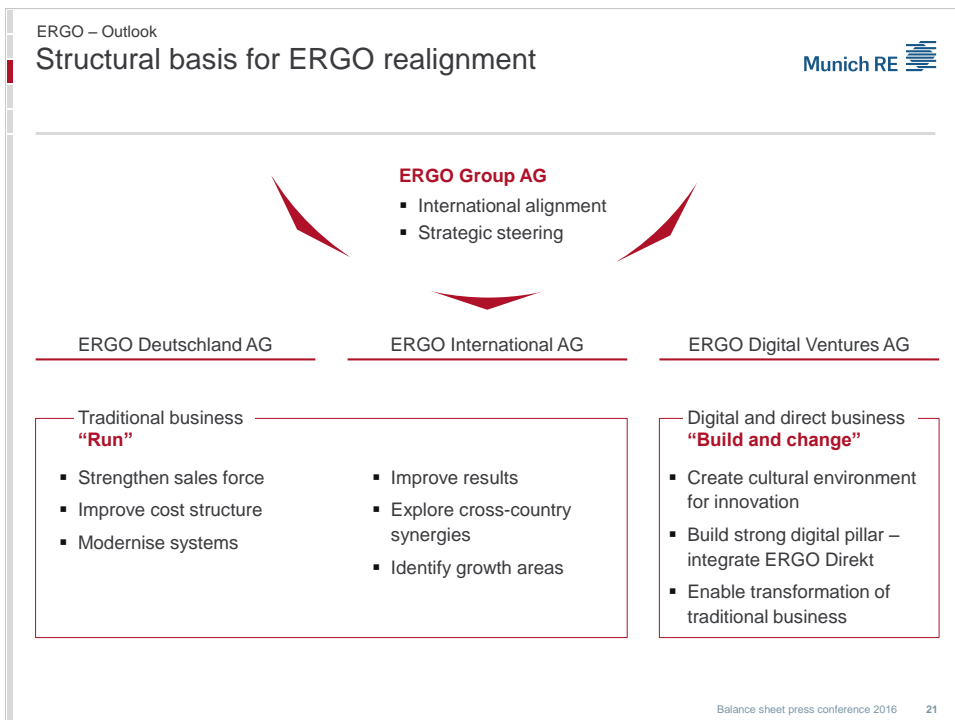 ERGO – Outlook
Structural basis for ERGO realignment
Munich RE
ERGO Group AG
▪ International alignment
▪ Strategic steering
ERGO Deutschland AG
ERGO International AG
ERGO Digital Ventures AG
Traditional business
“Run”
▪ Strengthen sales force
▪ Improve cost structure
▪ Modernise systems
▪ Improve results
▪ Explore cross-country
synergies
▪ Identify growth areas
Digital and direct business
“Build and change”
▪ Create cultural environment
for innovation
▪ Build strong digital pillar –
integrate ERGO Direkt
▪ Enable transformation of
traditional business
Balance sheet press conference 2016 21